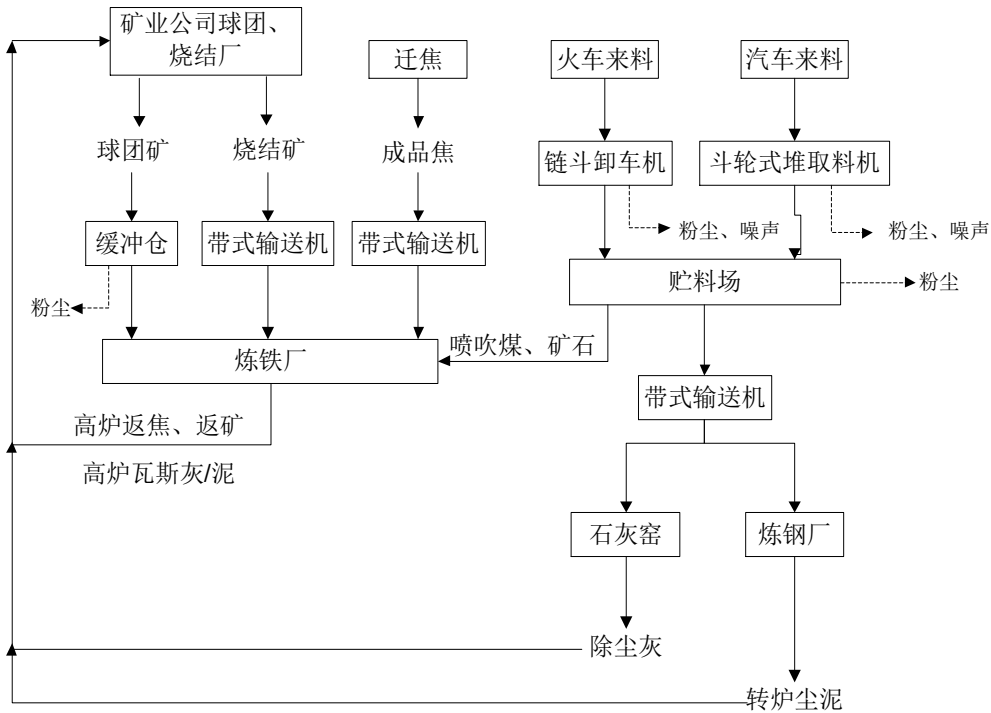 矿业公司球团、
烧结厂
迁焦
火车来料
汽车来料
球团矿
烧结矿
成品焦
链斗卸车机
斗轮式堆取料机
缓冲仓
带式输送机
带式输送机
粉尘、噪声
粉尘、噪声
贮料场
粉尘
粉尘
炼铁厂
喷吹煤、矿石
带式输送机
高炉返焦、返矿
高炉瓦斯灰/泥
石灰窑
炼钢厂
除尘灰
转炉尘泥